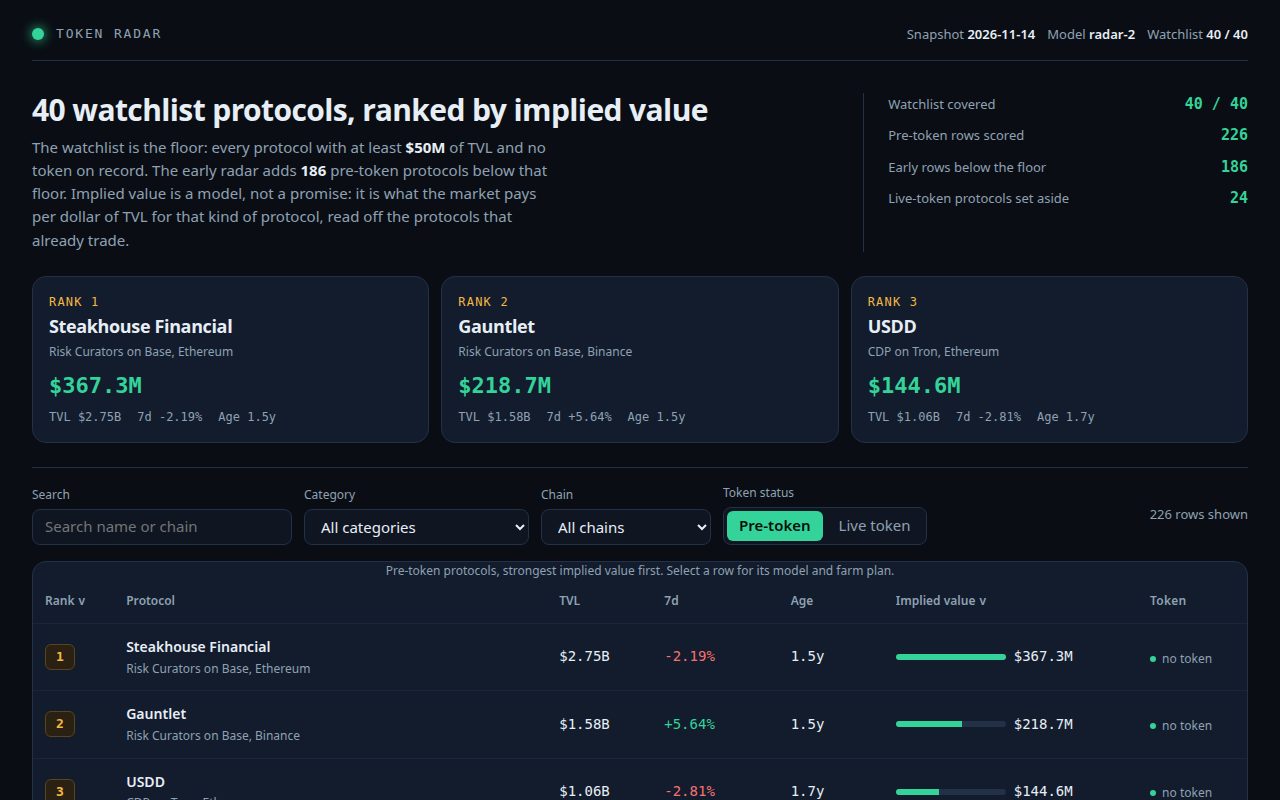 TOKEN RADAR
Snapshot 2026-11-14 Model radar-2 Watchlist 40 / 40
40 watchlist protocols, ranked by implied value
The watchlist is the floor: every protocol with at least $50M of TVL and no
token on record. The early radar adds 186 pre-token protocols below that
floor. Implied value is a model, not a promise: it is what the market pays
per dollar of TVL for that kind of protocol, read off the protocols that
already trade.
Watchlist covered 40 / 40
Pre-token rows scored 226
Early rows below the floor 186
Live-token protocols set aside 24
RANK 1
Steakhouse Financial
Risk Curators on Base, Ethereum
$367.3M
TVL $2.75B 7d -2.19% Age 1.5y
RANK 2
Gauntlet
Risk Curators on Base, Binance
$218.7M
TVL $1.58B 7d +5.64% Age 1.5y
RANK 3
USDD
CDP on Tron, Ethereum
$144.6M
TVL $1.06B 7d -2.81% Age 1.7y
Search
Search name or chain
Category
All categories
Chain
All chains
Token status
Pre-token Live token
226 rows shown
Pre-token protocols, strongest implied value first. Select a row for its model and farm plan.
Rank v Protocol TVL 7d Age Implied value v Token
1 Steakhouse Financial $2.75B -2.19% 1.5y $367.3M no token
Risk Curators on Base, Ethereum
2 Gauntlet $1.58B +5.64% 1.5y $218.7M no token
Risk Curators on Base, Binance
3 USDD $1.06B -2.81% 1.7y $144.6M no token